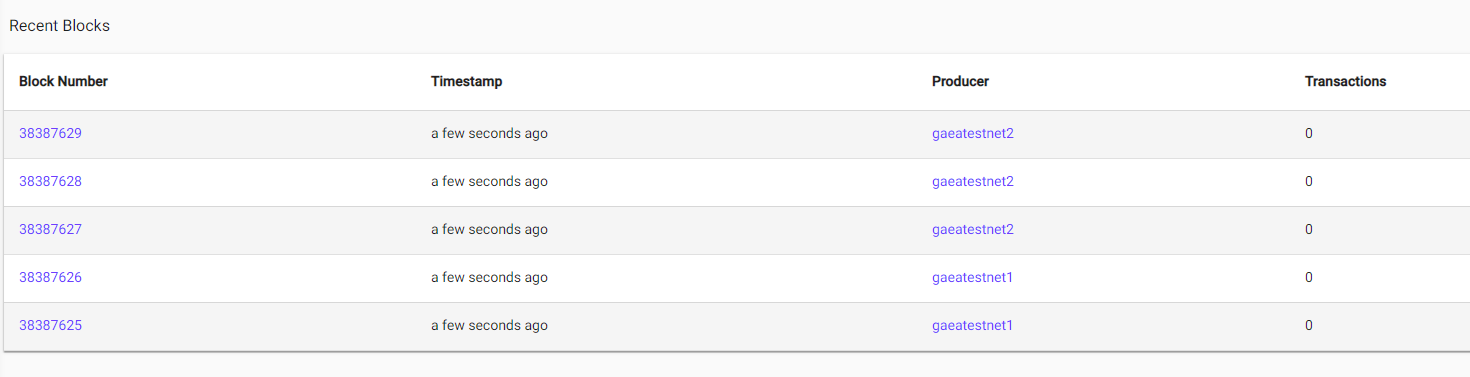 Recent Blocks
Block Number Timestamp Producer Transactions
38387629 a few seconds ago gaeatestnet2 0
38387628 a few seconds ago gaeatestnet2 0
38387627 a few seconds ago gaeatestnet2 0
38387626 a few seconds ago gaeatestnet1 0
38387625 a few seconds ago gaeatestnet1 0